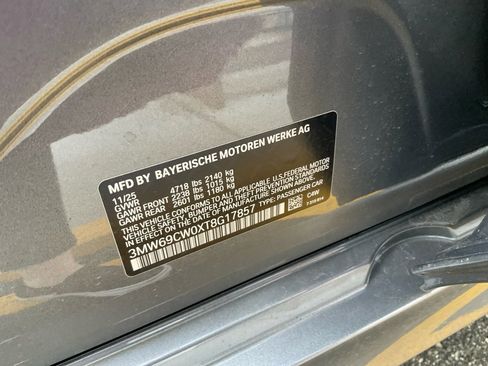 MFD BY BAYERISCHE MOTOREN WERKE AG
11/25
GVWR 4718 lbs 2140 kg
GAWR FRONT 2238 lbs 1015 kg
GAWR REAR 2601 lbs 1180 kg
THIS VEHICLE CONFORMS TO ALL APPLICABLE U.S.FEDERAL MOTOR
VEHICLE SAFETY, BUMPER, AND THEFT PREVENTION STANDARDS IN
EFFECT ON THE DATE OF MANUFACTURE SHOWN ABOVE.
3MW69CW0XT8G17857 PASSENGER CAR
C4W